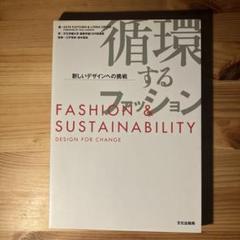 循環
する
新しいデザインへの挑戦
ファッション
FASHION &
SUSTAINABILITY
DESIGN FOR CHANGE
文化出版局